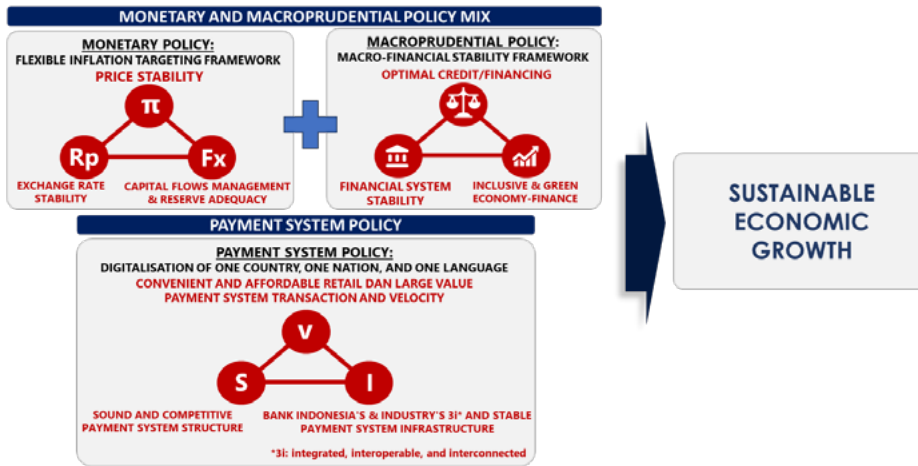 MONETARY AND MACROPRUDENTIAL POLICY MIX
MONETARY POLICY:
FLEXIBLE INFLATION TARGETING FRAMEWORK
PRICE STABILITY
π
Rp
Fx
EXCHANGE RATE
STABILITY
CAPITAL FLOWS MANAGEMENT
& RESERVE ADEQUACY
MACROPRUDENTIAL POLICY:
MACRO-FINANCIAL STABILITY FRAMEWORK
OPTIMAL CREDIT/FINANCING
FINANCIAL SYSTEM
STABILITY
INCLUSIVE & GREEN
ECONOMY-FINANCE
PAYMENT SYSTEM POLICY
PAYMENT SYSTEM POLICY:
DIGITALISATION OF ONE COUNTRY, ONE NATION, AND ONE LANGUAGE
CONVENIENT AND AFFORDABLE RETAIL DAN LARGE VALUE
PAYMENT SYSTEM TRANSACTION AND VELOCITY
V
S
I
SOUND AND COMPETITIVE
PAYMENT SYSTEM STRUCTURE
BANK INDONESIA'S & INDUSTRY'S 3i* AND STABLE
PAYMENT SYSTEM INFRASTRUCTURE
*3i: integrated, interoperable, and interconnected
SUSTAINABLE
ECONOMIC
GROWTH